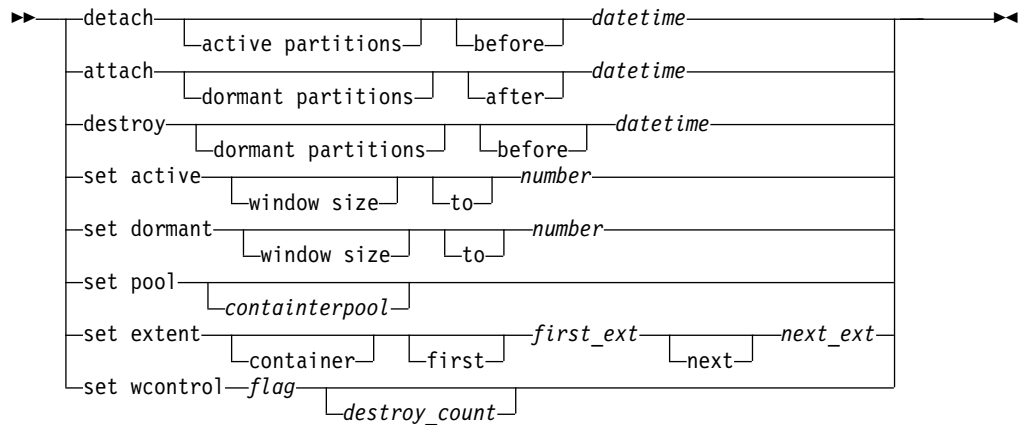 detach datetime
active partitions before
attach datetime
dormant partitions after
destroy datetime
dormant partitions before
set active number
window size to
set dormant number
window size to
set pool
containterpool
set extent first_ext next_ext
container first next
set wcontrol flag
destroy_count